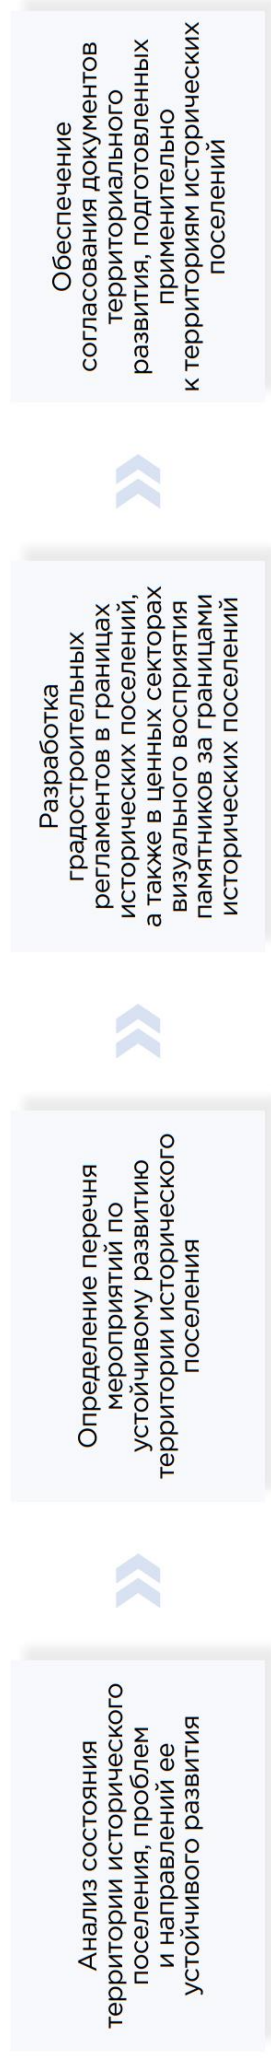 Анализ состояния
территории исторического
поселения, проблем
и направлений ее
устойчивого развития
Определение перечня
мероприятий по
устойчивому развитию
территории исторического
поселения
Разработка
градостроительных
регламентов в границах
исторических поселений,
а также в ценных секторах
визуального восприятия
памятников за границами
исторических поселений
Обеспечение
согласования документов
территориального
развития, подготовленных
применительно
к территориям исторических
поселений